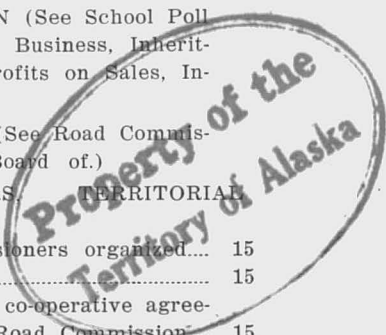 N (See School Poll
Business, Inherit-
rofits on Sales, In-
(See Road Commis-
Board of.)
S, TERRITORIAL
sioners organized.... 15
15
co-operative agree-
Road Commission 15
Property of the
Territory of Alaska